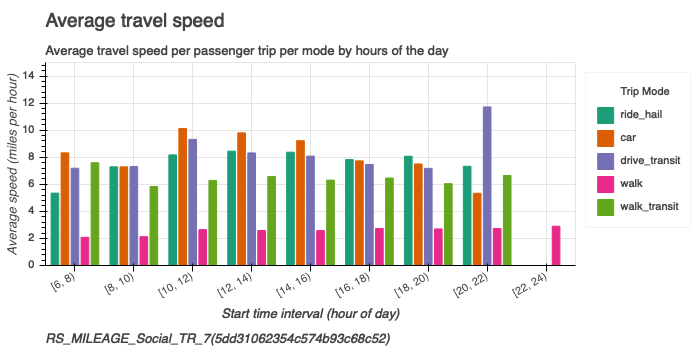 Average travel speed
Average travel speed per passenger trip per mode by hours of the day
Average speed (miles per hour)
14
12
10
8
6
4
2
0
[6, 8)
[8, 10)
[10, 12)
[12, 14)
[14, 16)
[16, 18)
[18, 20)
[20, 22)
[22, 24)
Start time interval (hour of day)
Trip Mode
ride_hail
car
drive_transit
walk
walk_transit
RS_MILEAGE_Social_TR_7(5dd31062354c574b93c68c52)